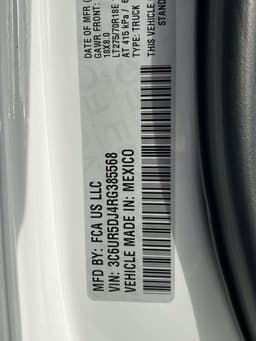 MFD BY: FCA US LLC
VIN: 3C6UR5DJ4RG385568
VEHICLE MADE IN: MEXICO
DATE OF MFR
GAWR FRONT:
18X8.0
LT275/70R18E
AT 415 kPa /
TYPE: TRUCK
THIS VEHICLE
STAND